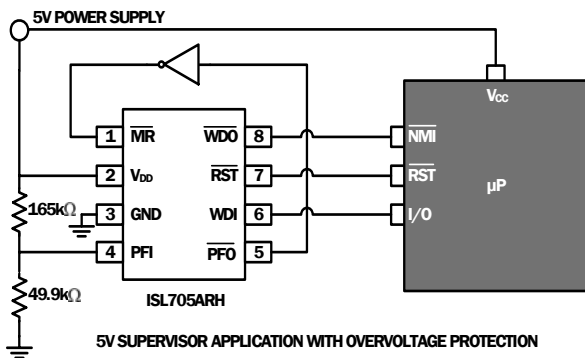 5V POWER SUPPLY
VCC
1 MR WDO 8 NMI
2 VDD RST 7 RST µP
165kΩ 3 GND WDI 6 I/O
4 PFI PFO 5
49.9kΩ
ISL705ARH
5V SUPERVISOR APPLICATION WITH OVERVOLTAGE PROTECTION